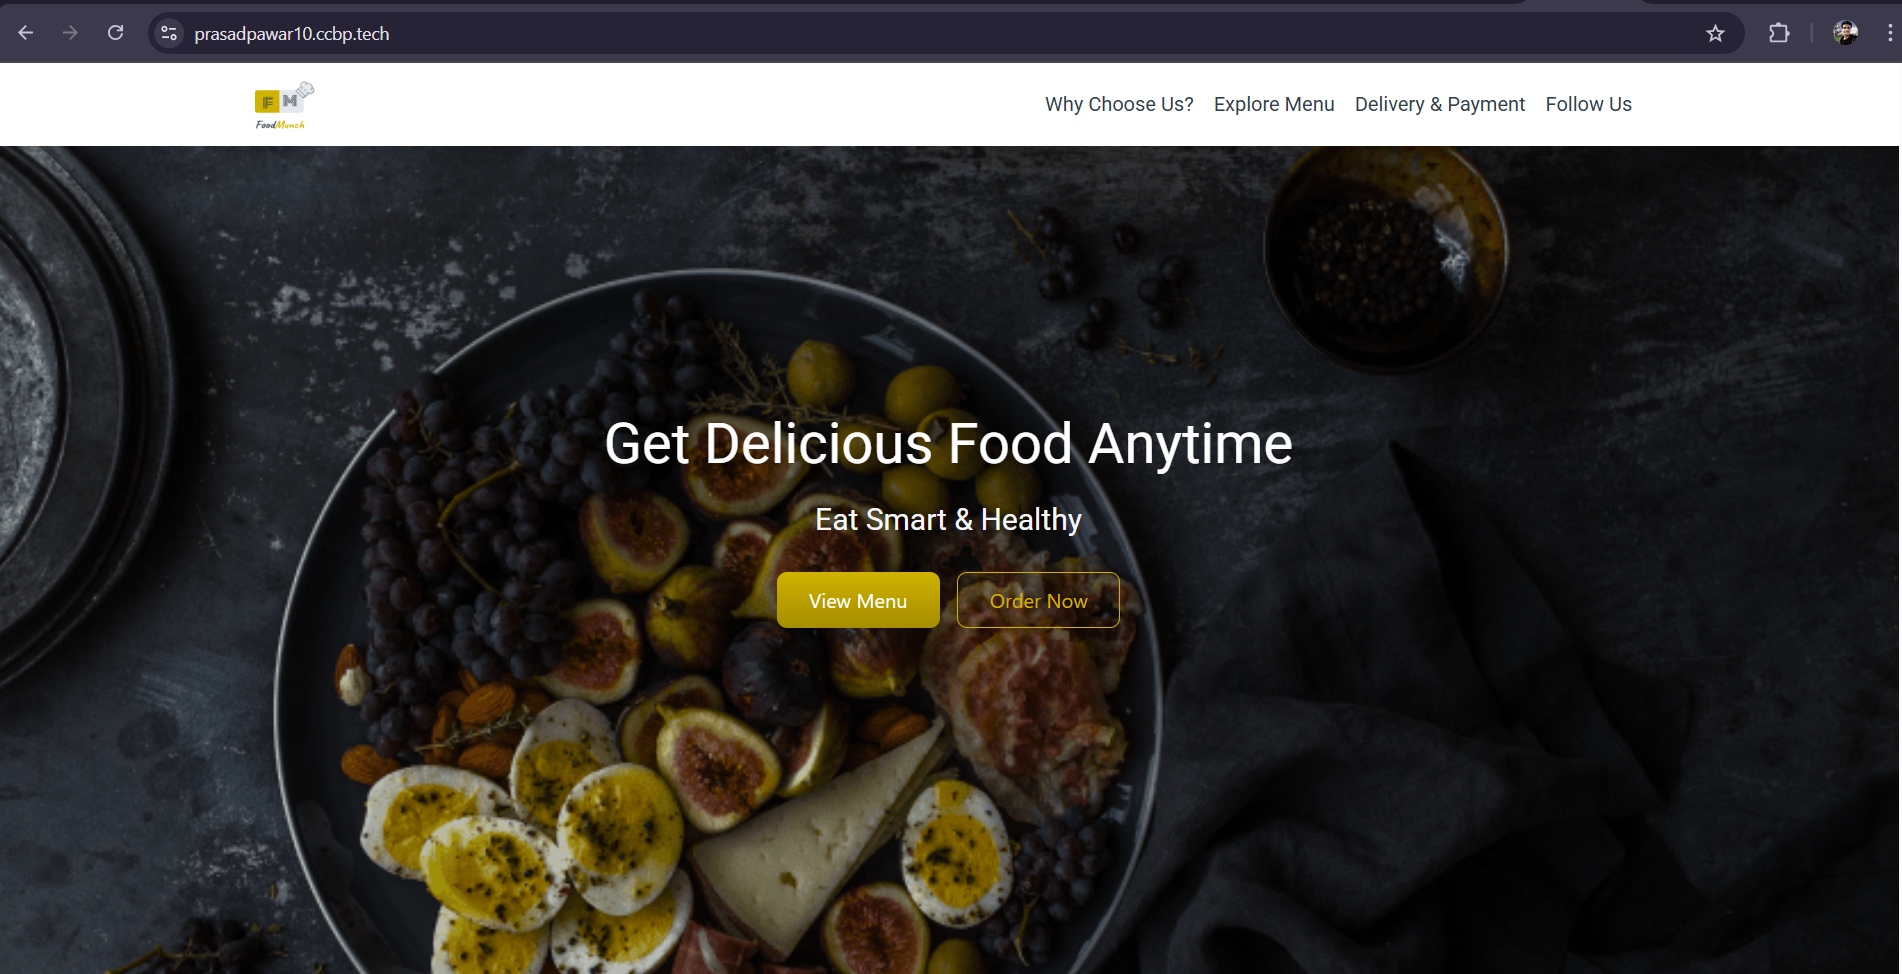 prasadpawar10.ccbp.tech
F M
FoodMunch
Why Choose Us? Explore Menu Delivery & Payment Follow Us
Get Delicious Food Anytime
Eat Smart & Healthy
View Menu Order Now